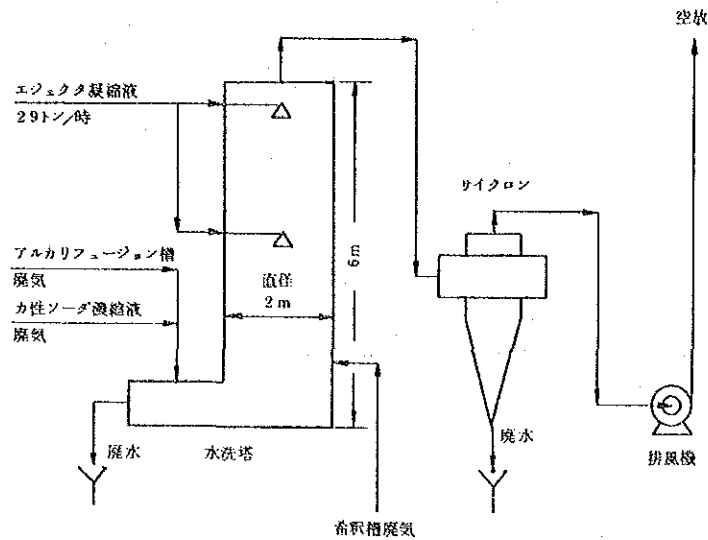 空放
エジェクタ凝縮液
29トン/時
サイクロン
アルカリフュージョン槽
廃気
直径
2m
6m
カ性ソーダ濃縮液
廃気
廃水
水洗塔
廃水
排風機
希釈槽廃気